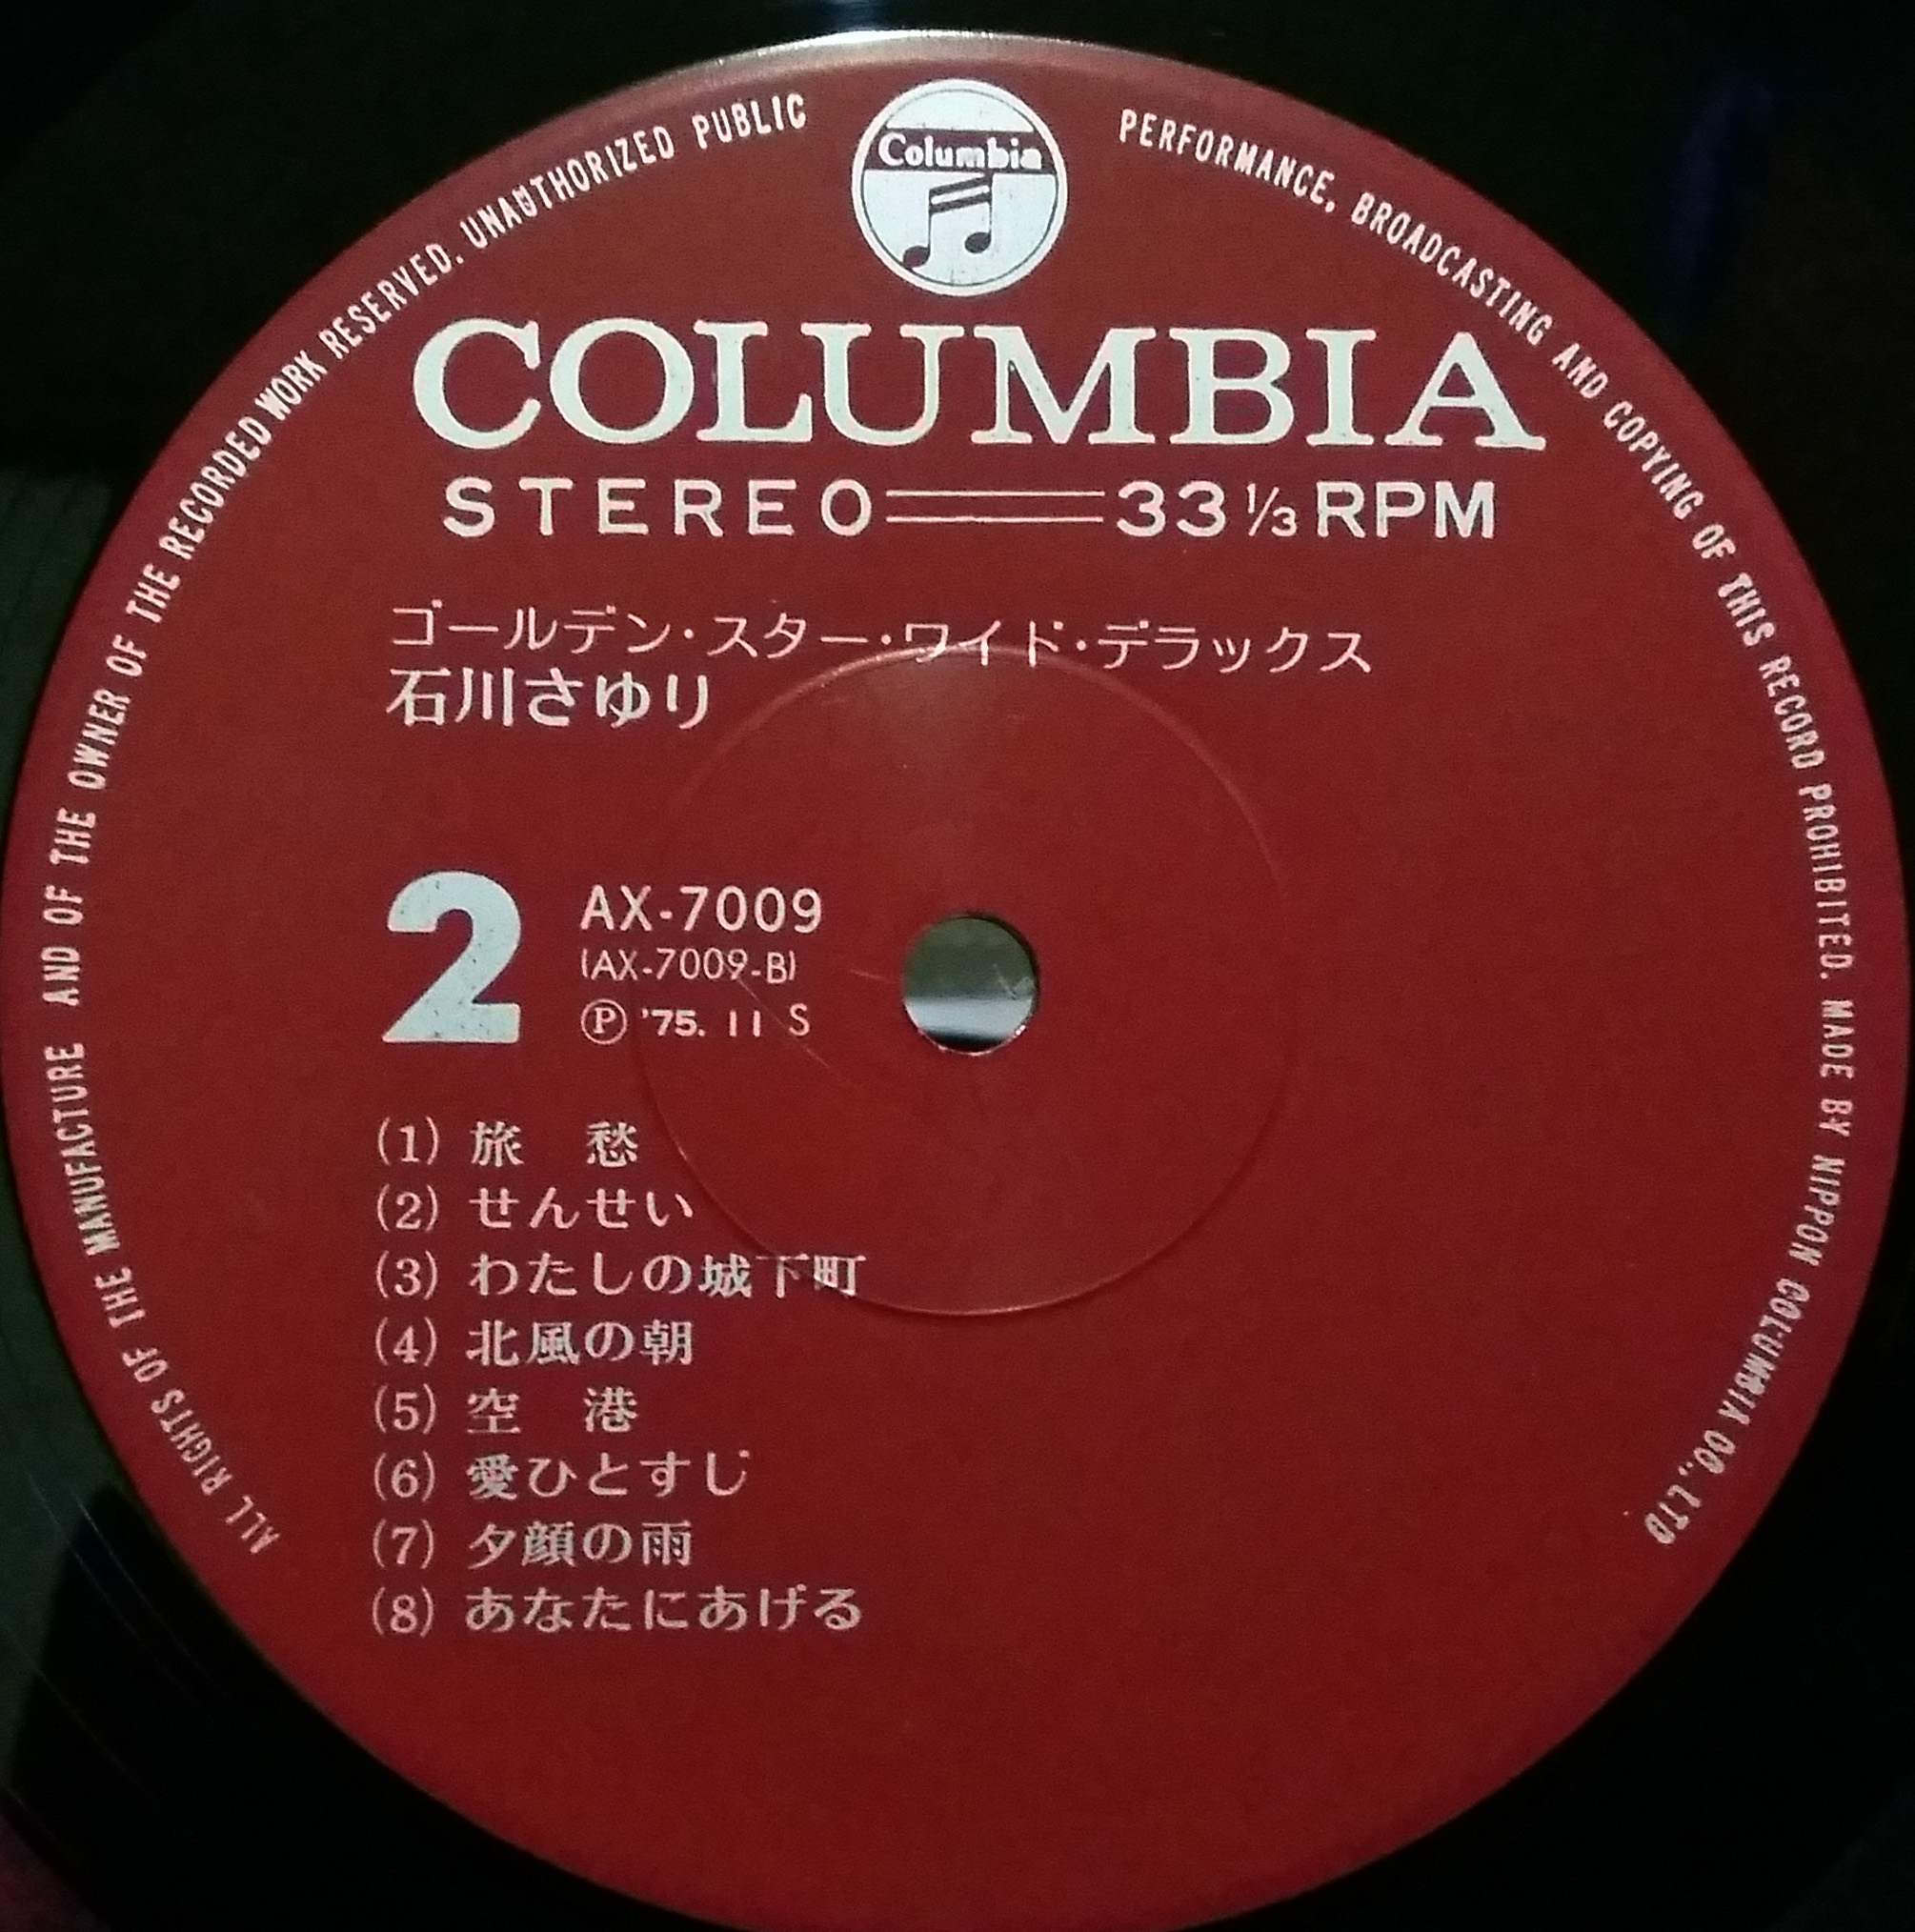 ALL RIGHTS OF THE MANUFACTURE AND OF THE OWNER OF THE RECORDED WORK RESERVED. UNAUTHORIZED PUBLIC PERFORMANCE, BROADCASTING AND COPYING OF THIS RECORD PROHIBITED. MADE BY NIPPON COLUMBIA CO., LTD
Columbia
COLUMBIA
STEREO 33 1/3 RPM
ゴールデン・スター・ワイド・デラックス
石川さゆり
2
AX-7009
(AX-7009-B)
Ⓟ '75. 11 S
(1) 旅　愁
(2) せんせい
(3) わたしの城下町
(4) 北風の朝
(5) 空　港
(6) 愛ひとすじ
(7) 夕顔の雨
(8) あなたにあげる